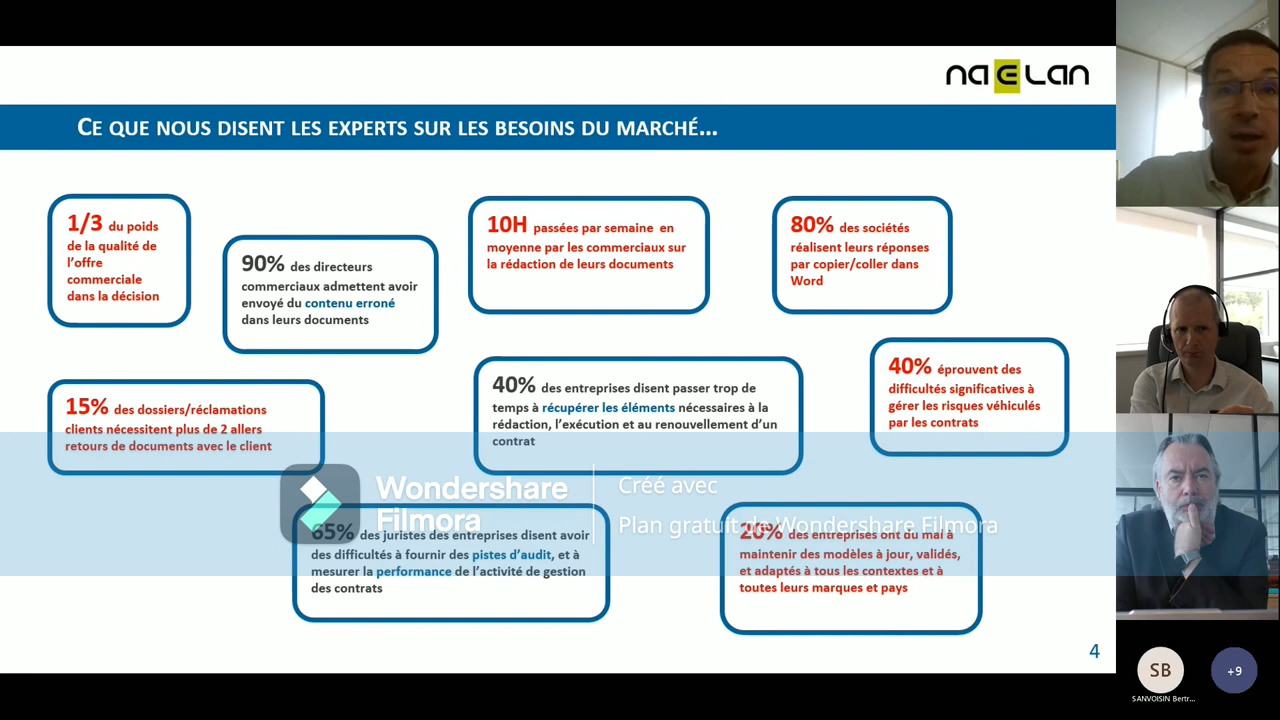 naeLan
CE QUE NOUS DISENT LES EXPERTS SUR LES BESOINS DU MARCHÉ...
1/3 du poids
de la qualité de
l'offre
commerciale
dans la décision
90% des directeurs
commerciaux admettent avoir
envoyé du contenu erroné
dans leurs documents
10H passées par semaine en
moyenne par les commerciaux sur
la rédaction de leurs documents
80% des sociétés
réalisent leurs réponses
par copier/coller dans
Word
15% des dossiers/réclamations
clients nécessitent plus de 2 allers
retours de documents avec le client
40% des entreprises disent passer trop de
temps à récupérer les éléments nécessaires à la
rédaction, l'exécution et au renouvellement d'un
contrat
40% éprouvent des
difficultés significatives à
gérer les risques véhiculés
par les contrats
Wondershare
Filmora
Créé avec
Plan gratuit de Wondershare Filmora
65% des juristes des entreprises disent avoir
des difficultés à fournir des pistes d'audit, et à
mesurer la performance de l'activité de gestion
des contrats
20% des entreprises ont du mal à
maintenir des modèles à jour, validés,
et adaptés à tous les contextes et à
toutes leurs marques et pays
4
SB
+9
SANVOISIN Bertr...